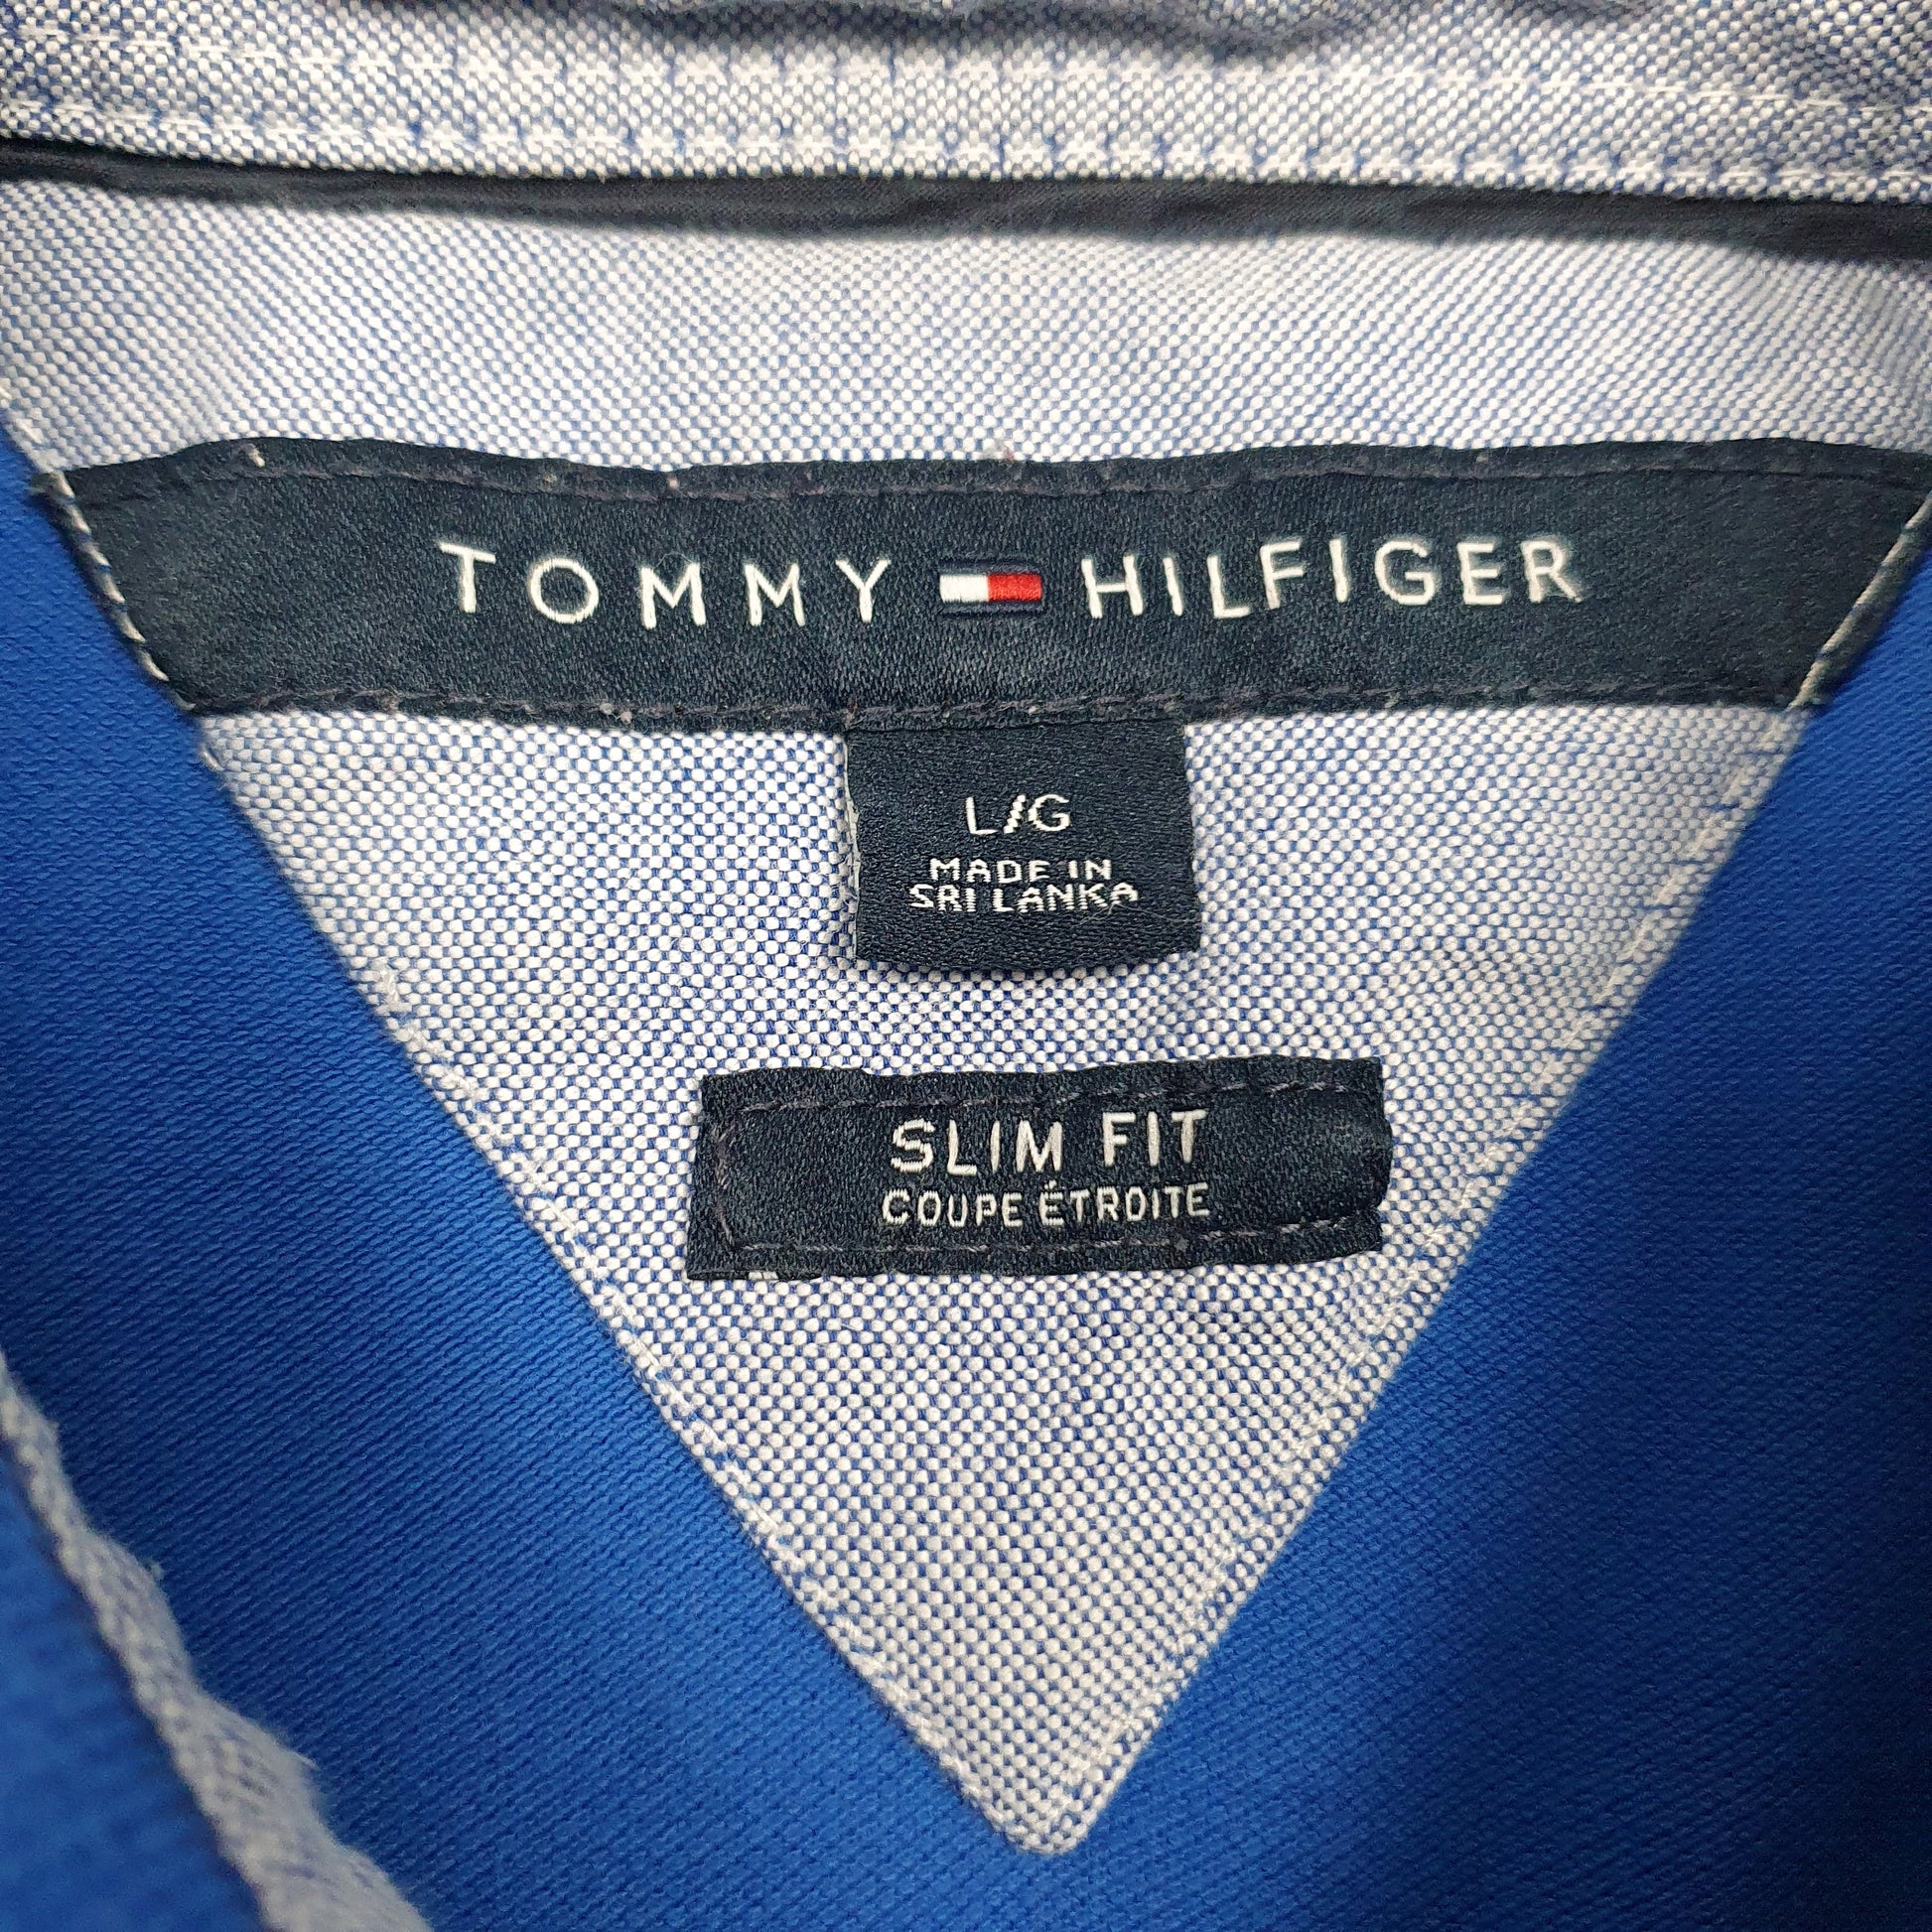 TOMMY HILFIGER
L/G
MADE IN
SRI LANKA
SLIM FIT
COUPE ÉTROITE